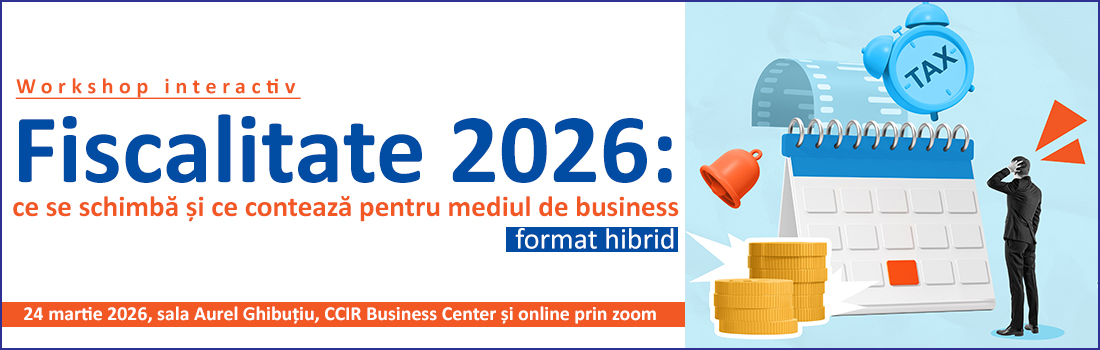 Workshop interactiv
Fiscalitate 2026:
ce se schimbă și ce contează pentru mediul de business
format hibrid
24 martie 2026, sala Aurel Ghibuțiu, CCIR Business Center și online prin zoom
TAX